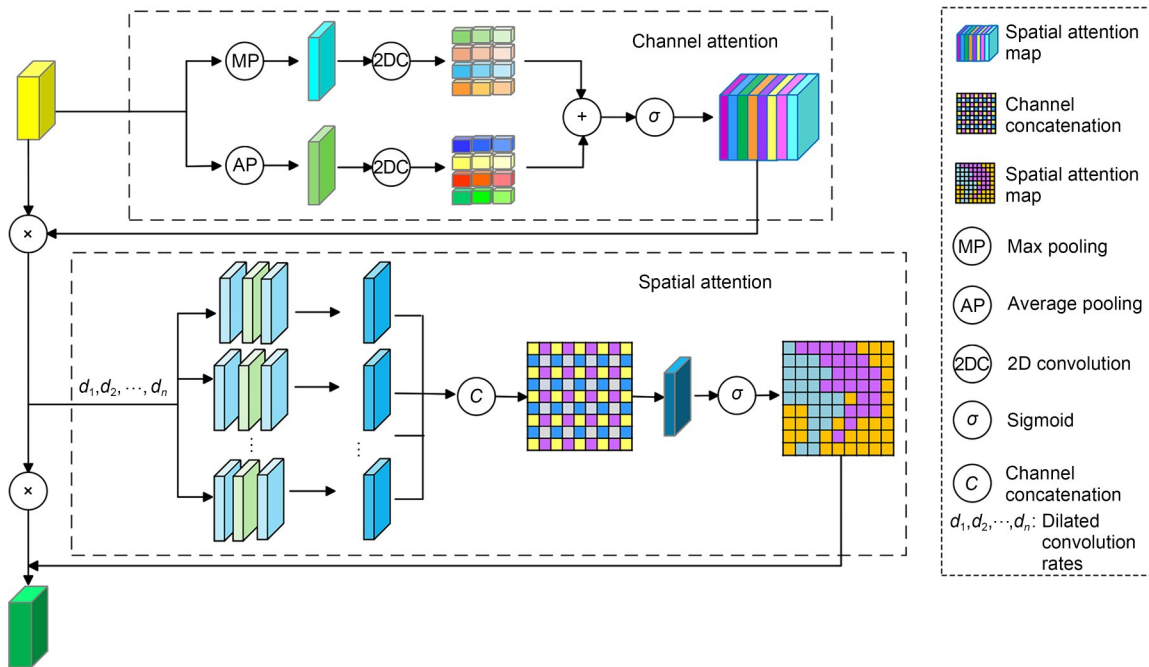 Channel attention
MP
2DC
+
σ
AP
2DC
×
Spatial attention
d₁,d₂, ⋯, dₙ
C
σ
⋮
⋮
×
Spatial attention
map
Channel
concatenation
Spatial attention
map
MP Max pooling
AP Average pooling
2DC 2D convolution
σ Sigmoid
C Channel
concatenation
d₁,d₂,⋯,dₙ: Dilated
convolution
rates